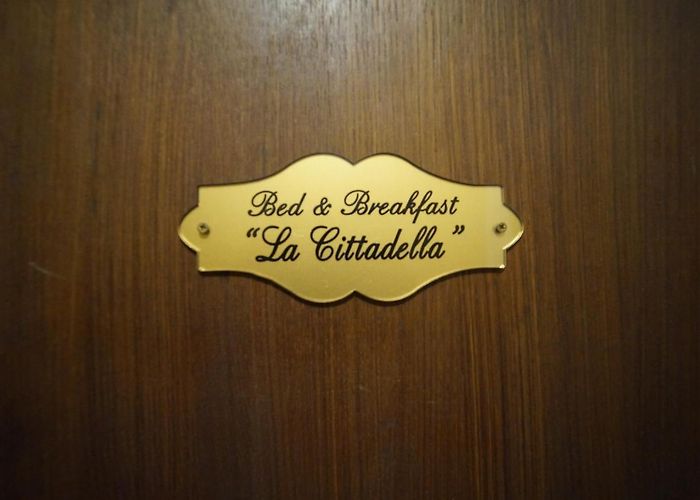 Bed & Breakfast
“La Cittadella”